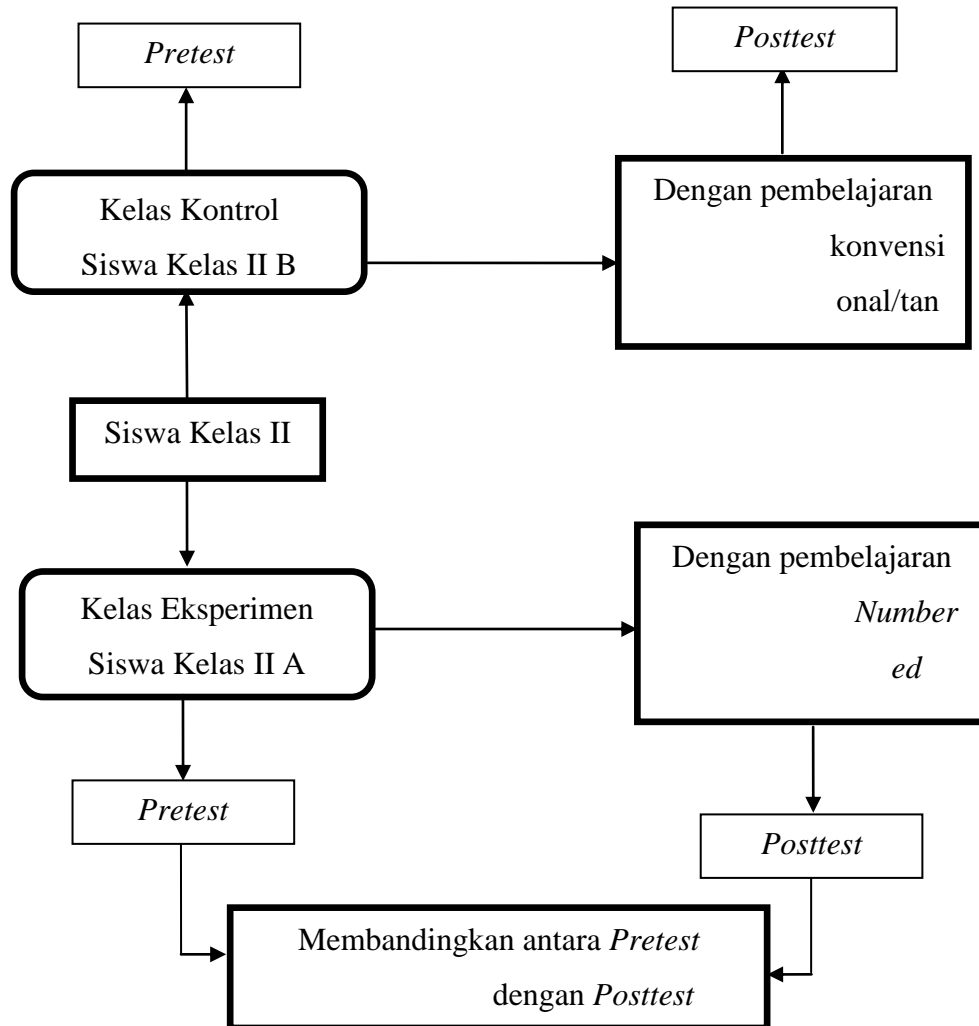 Pretest
Posttest
Kelas Kontrol
Siswa Kelas II B
Dengan pembelajaran
konvensi
onal/tan
Siswa Kelas II
Kelas Eksperimen
Siswa Kelas II A
Dengan pembelajaran
Number
ed
Pretest
Posttest
Membandingkan antara Pretest
dengan Posttest